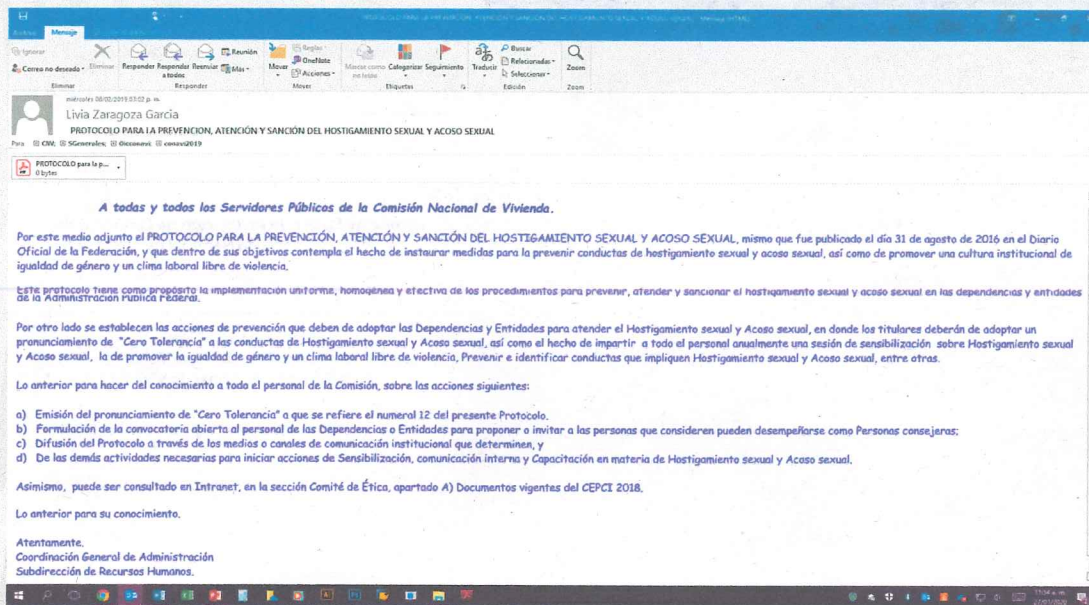 Mensaje
Ignorar
Correo no deseado
Eliminar
Responder
Responder a todos
Reenviar
Reunión
Más
Mover
Reglas
OneNote
Acciones
Marcar como no leído
Categorizar
Seguimiento
Traducir
Buscar
Relacionadas
Seleccionar
Zoom
Eliminar
Responder
Mover
Etiquetas
Edición
Zoom
03:02 p. m.
Livia Zaragoza García
PROTOCOLO PARA LA PREVENCION, ATENCIÓN Y SANCIÓN DEL HOSTIGAMIENTO SEXUAL Y ACOSO SEXUAL
Para CNV; SGenerales; conavi2019
PROTOCOLO para la p...
0 bytes
A todas y todos los Servidores Públicos de la Comisión Nacional de Vivienda.
Por este medio adjunto el PROTOCOLO PARA LA PREVENCIÓN, ATENCIÓN Y SANCIÓN DEL HOSTIGAMIENTO SEXUAL Y ACOSO SEXUAL, mismo que fue publicado el día 31 de agosto de 2016 en el Diario
Oficial de la Federación, y que dentro de sus objetivos contempla el hecho de instaurar medidas para la prevenir conductas de hostigamiento sexual y acoso sexual, así como de promover una cultura institucional de
igualdad de género y un clima laboral libre de violencia.
Este protocolo tiene como propósito la implementación uniforme, homogénea y efectiva de los procedimientos para prevenir, atender y sancionar el hostigamiento sexual y acoso sexual en las dependencias y entidades
de la Administración Pública Federal.
Por otro lado se establecen las acciones de prevención que deben de adoptar las Dependencias y Entidades para atender el Hostigamiento sexual y Acoso sexual, en donde los titulares deberán de adoptar un
pronunciamiento de "Cero Tolerancia" a las conductas de Hostigamiento sexual y Acoso sexual, así como el hecho de impartir a todo el personal anualmente una sesión de sensibilización sobre Hostigamiento sexual
y Acoso sexual, la de promover la igualdad de género y un clima laboral libre de violencia, Prevenir e identificar conductas que impliquen Hostigamiento sexual y Acoso sexual, entre otras.
Lo anterior para hacer del conocimiento a todo el personal de la Comisión, sobre las acciones siguientes:
a) Emisión del pronunciamiento de "Cero Tolerancia" a que se refiere el numeral 12 del presente Protocolo.
b) Formulación de la convocatoria abierta al personal de las Dependencias o Entidades para proponer o invitar a las personas que consideren pueden desempeñarse como Personas consejeras;
c) Difusión del Protocolo a través de los medios o canales de comunicación institucional que determinen, y
d) De las demás actividades necesarias para iniciar acciones de Sensibilización, comunicación interna y Capacitación en materia de Hostigamiento sexual y Acoso sexual.
Asimismo, puede ser consultado en Intranet, en la sección Comité de Ética, apartado A) Documentos vigentes del CEPCI 2018.
Lo anterior para su conocimiento.
Atentamente.
Coordinación General de Administración
Subdirección de Recursos Humanos.